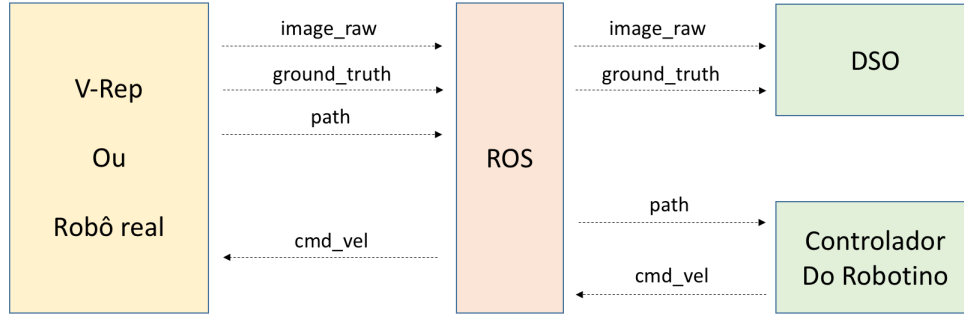 V-Rep
Ou
Robô real
image_raw
ground_truth
path
cmd_vel
ROS
image_raw
ground_truth
path
cmd_vel
DSO
Controlador
Do Robotino